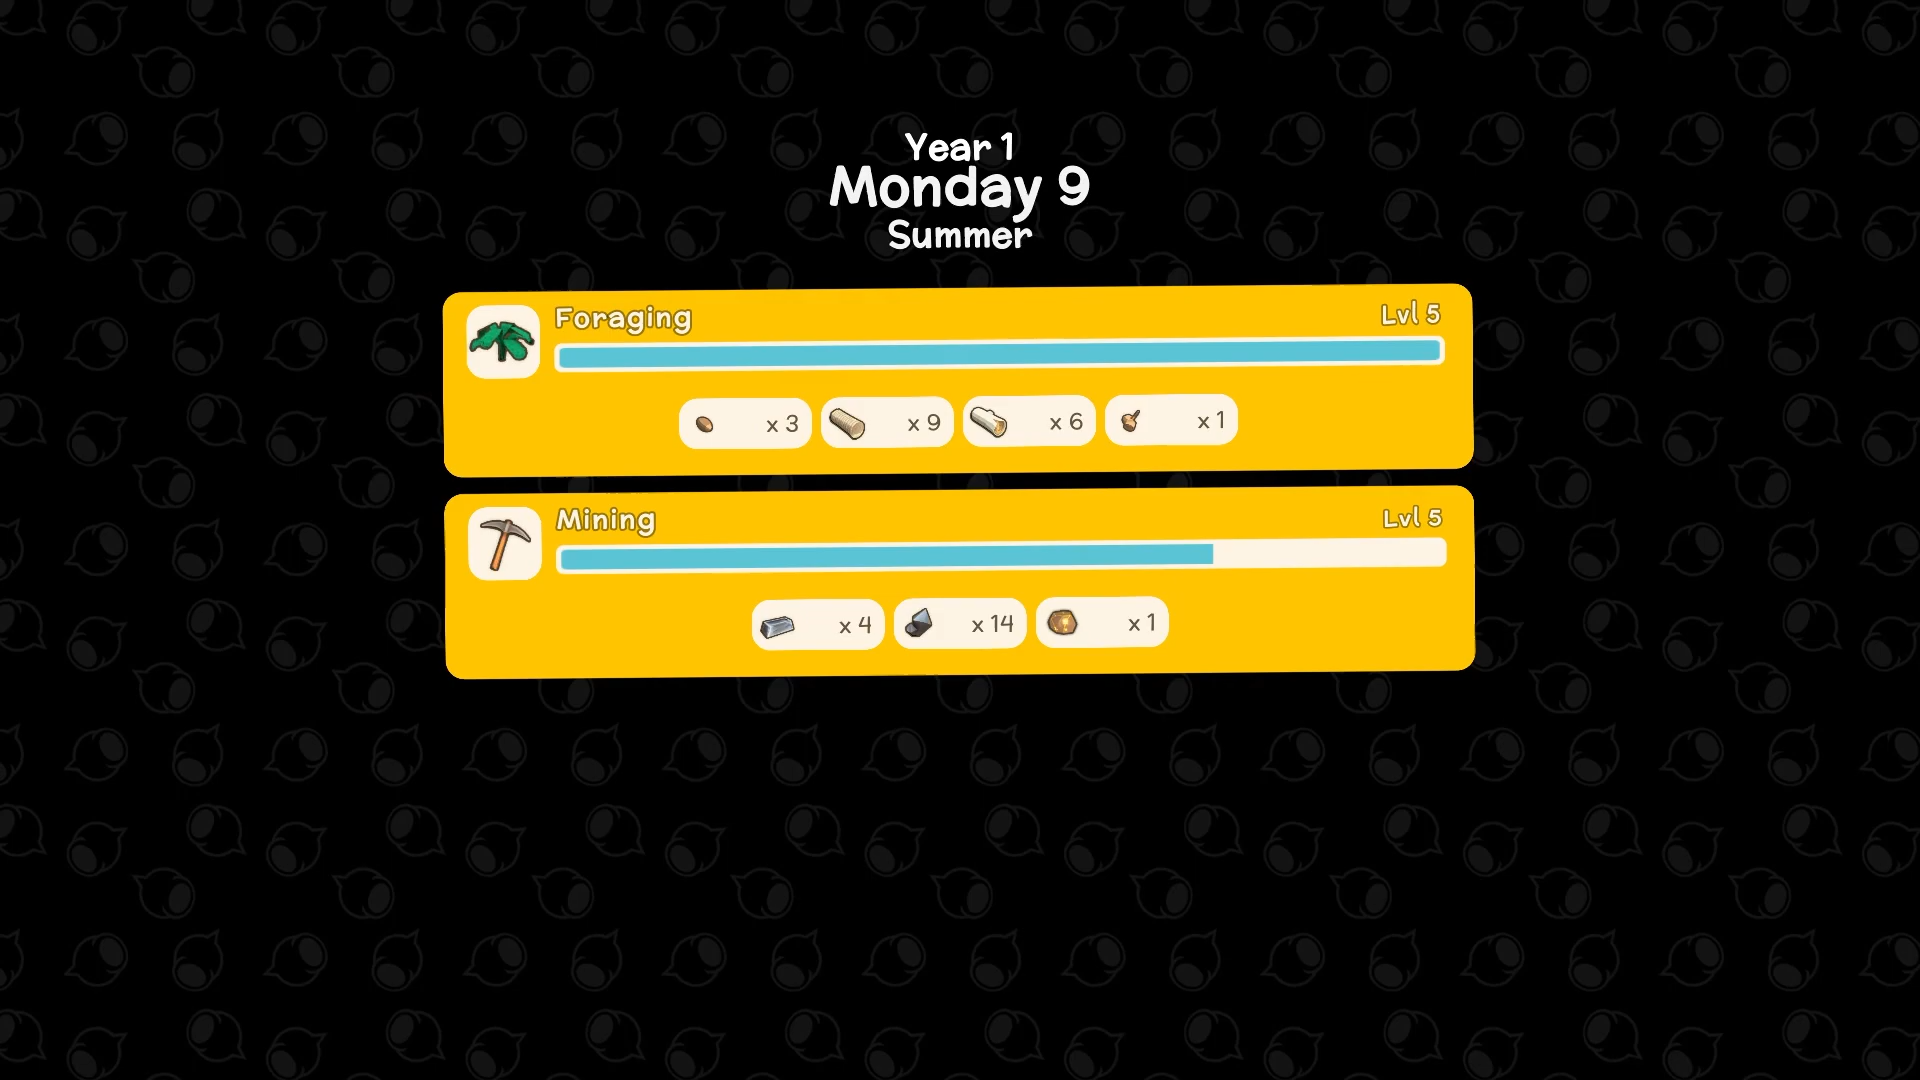 Year 1
Monday 9
Summer
Foraging
Lvl 5
x 3
x 9
x 6
x 1
Mining
Lvl 5
x 4
x 14
x 1